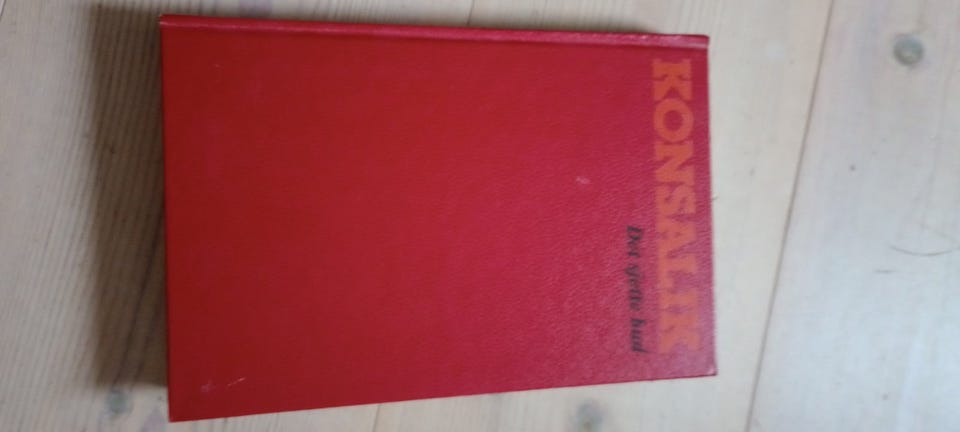 KONSALIK
Det sjette bud